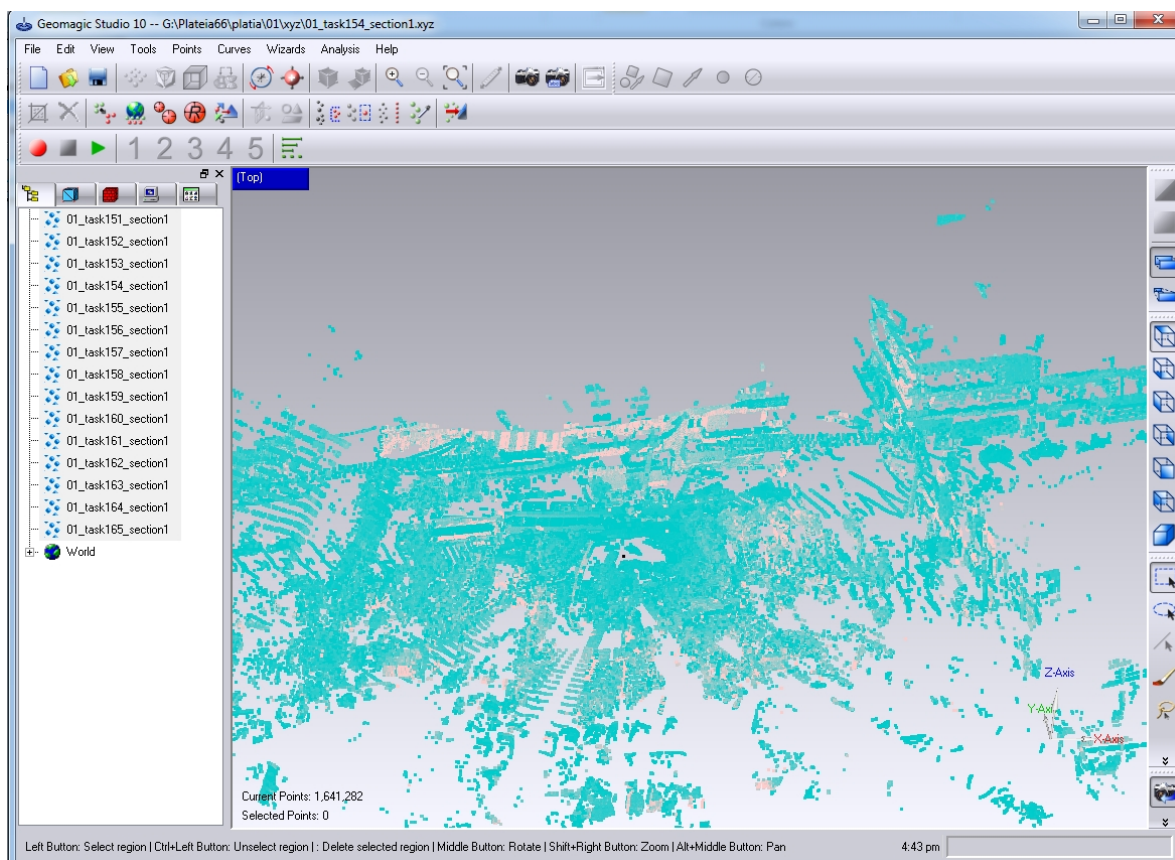 Geomagic Studio 10 -- G:\Plateia66\platia\01\xyz\01_task154_section1.xyz
File Edit View Tools Points Curves Wizards Analysis Help
1 2 3 4 5
(Top)
01_task151_section1
01_task152_section1
01_task153_section1
01_task154_section1
01_task155_section1
01_task156_section1
01_task157_section1
01_task158_section1
01_task159_section1
01_task160_section1
01_task161_section1
01_task162_section1
01_task163_section1
01_task164_section1
01_task165_section1
World
Z-Axis
Y-Axi
X-Axis
Current Points: 1,641,282
Selected Points: 0
Left Button: Select region | Ctrl+Left Button: Unselect region | : Delete selected region | Middle Button: Rotate | Shift+Right Button: Zoom | Alt+Middle Button: Pan 4:43 pm